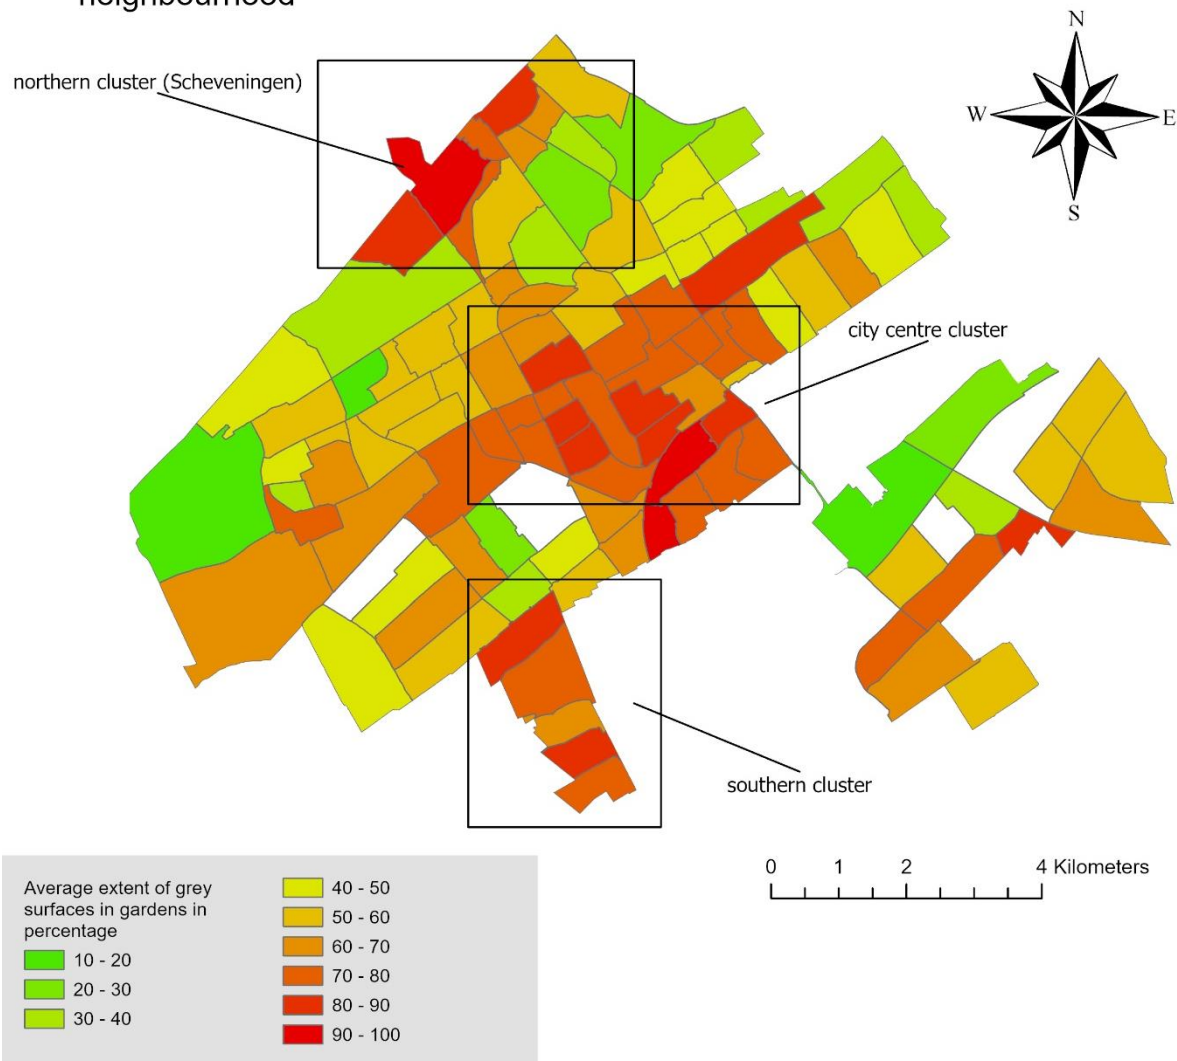 neighbourhood
N
W
E
S
northern cluster (Scheveningen)
city centre cluster
southern cluster
0 1 2 4 Kilometers
Average extent of grey
surfaces in gardens in
percentage
10 - 20
20 - 30
30 - 40
40 - 50
50 - 60
60 - 70
70 - 80
80 - 90
90 - 100